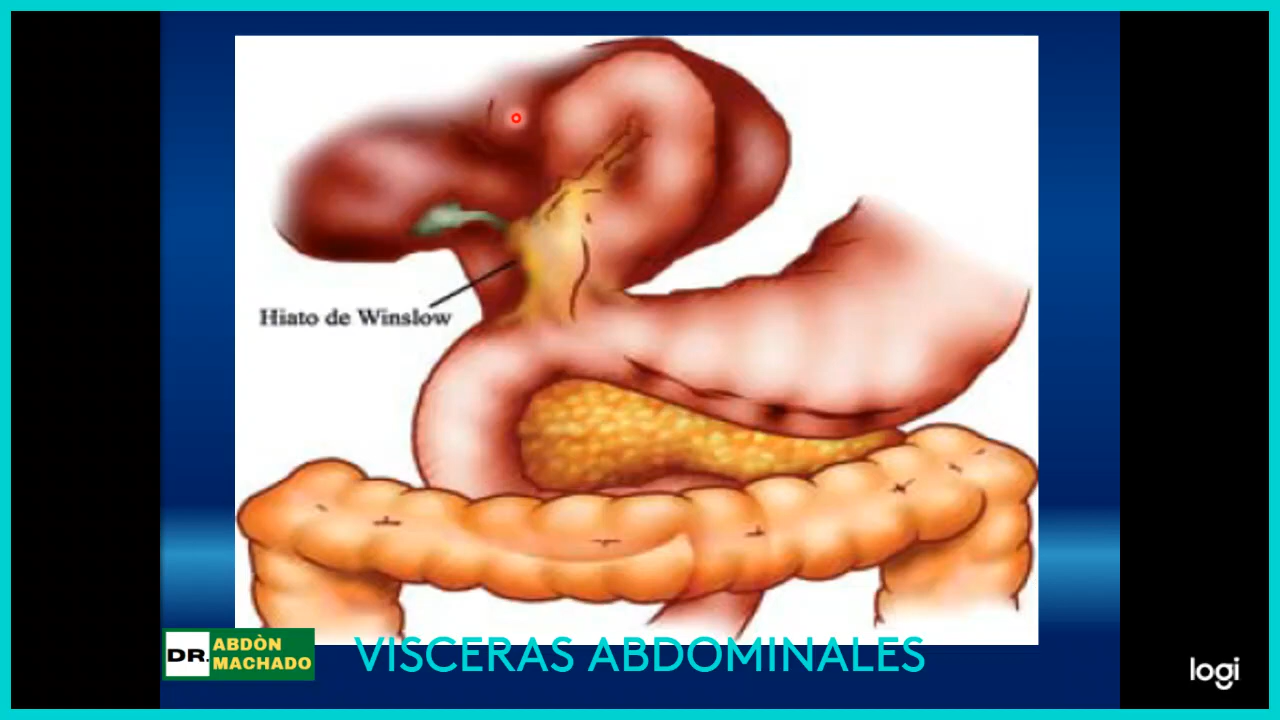 Hiato de Winslow
DR. ABDÒN
MACHADO
VISCERAS ABDOMINALES
logi